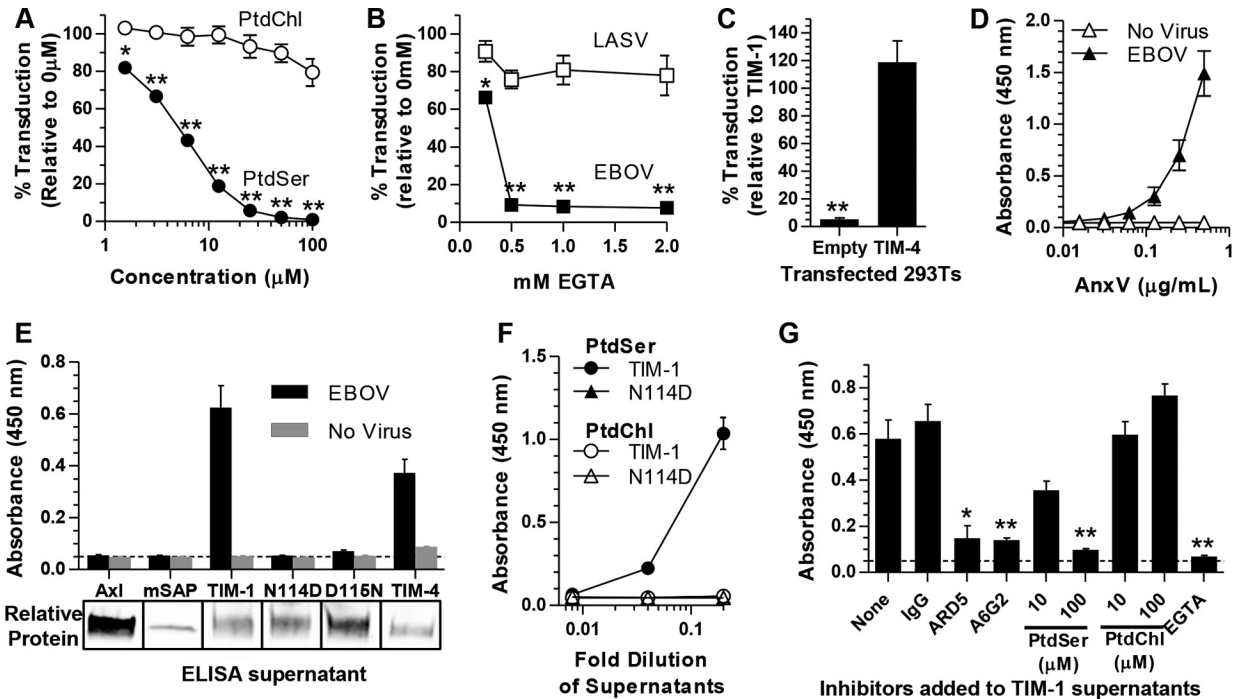 A
% Transduction
(Relative to 0μM)
100
80
60
40
20
0
PtdChl
PtdSer
*
**
**
**
**
**
**
1
10
100
Concentration (μM)
B
% Transduction
(relative to 0mM)
100
80
60
40
20
0
LASV
EBOV
*
**
**
**
0.0
0.5
1.0
1.5
2.0
mM EGTA
C
% Transduction
(relative to TIM-1)
140
120
100
80
60
40
20
0
**
Empty TIM-4
Transfected 293Ts
D
Absorbance (450 nm)
2.0
1.5
1.0
0.5
0.0
No Virus
EBOV
0.1
1
AnxV (μg/mL)
E
Absorbance (450 nm)
0.8
0.6
0.4
0.2
0.0
EBOV
No Virus
Axl mSAP TIM-1 N114D D115N TIM-4
Relative
Protein
ELISA supernatant
F
Absorbance (450 nm)
1.5
1.0
0.5
0.0
PtdSer
TIM-1
N114D
PtdChl
TIM-1
N114D
0.01
0.1
Fold Dilution
of Supernatants
G
Absorbance (450 nm)
0.8
0.6
0.4
0.2
0.0
*
**
**
**
None
IgG
ARD5
A6G2
10
100
PtdSer
(μM)
10
100
PtdChl
(μM)
EGTA
Inhibitors added to TIM-1 supernatants